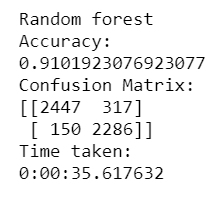 Random forest
Accuracy:
0.9101923076923077
Confusion Matrix:
[[2447  317]
 [ 150 2286]]
Time taken:
0:00:35.617632